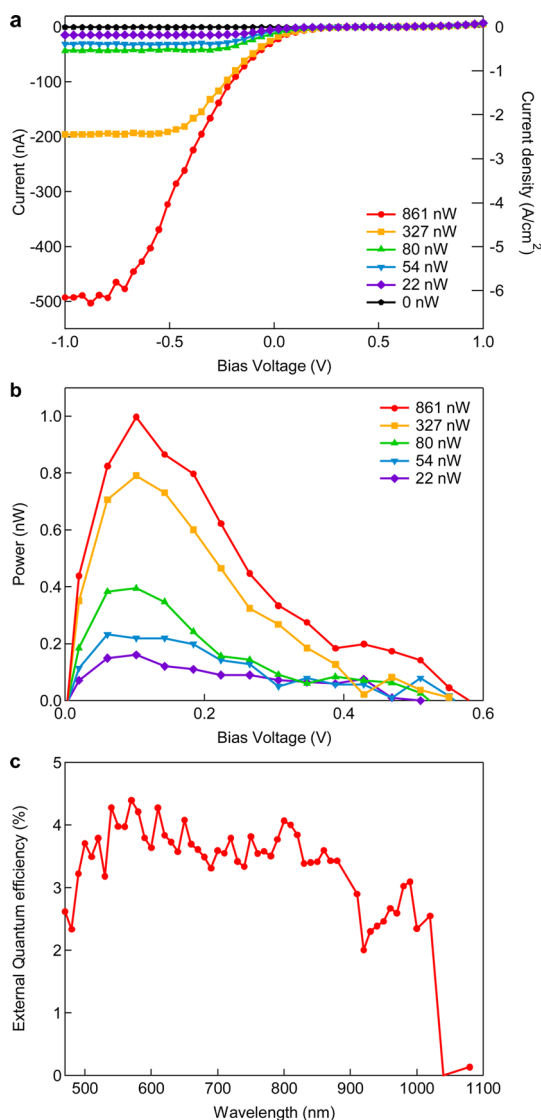 a
0
-100
-200
-300
-400
-500
Current (nA)
0
-1
-2
-3
-4
-5
-6
Current density (A/cm²)
861 nW
327 nW
80 nW
54 nW
22 nW
0 nW
-1.0
-0.5
0.0
0.5
1.0
Bias Voltage (V)
b
1.0
0.8
0.6
0.4
0.2
0.0
Power (nW)
861 nW
327 nW
80 nW
54 nW
22 nW
0.0
0.2
0.4
0.6
Bias Voltage (V)
c
5
4
3
2
1
0
External Quantum efficiency (%)
500
600
700
800
900
1000
1100
Wavelength (nm)